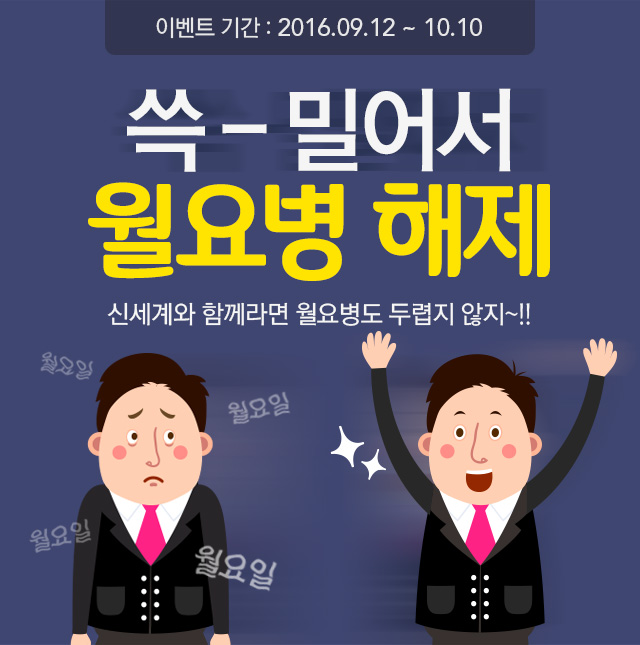 이벤트 기간 : 2016.09.12 ~ 10.10
쓱 – 밀어서
월요병 해제
신세계와 함께라면 월요병도 두렵지 않지~!!
월요일
월요일
월요일
월요일